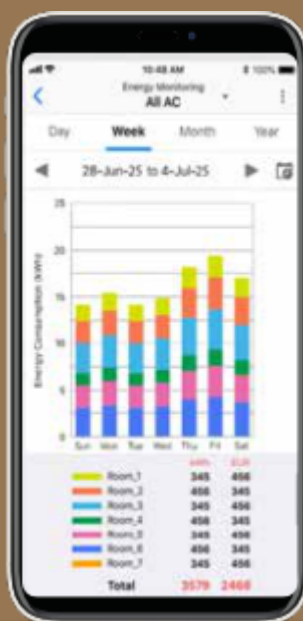 10:48 AM 100%
Energy Monitoring
All AC
Day Week Month Year
28-Jun-25 to 4-Jul-25
Energy Consumption (kWh)
25
20
15
10
5
0
Sun Mon Tue Wed Thu Fri Sat
Room_1 345 456
Room_2 456 345
Room_3 345 456
Room_4 456 345
Room_5 345 456
Room_6 456 345
Room_7 345 456
Total 3579 2468